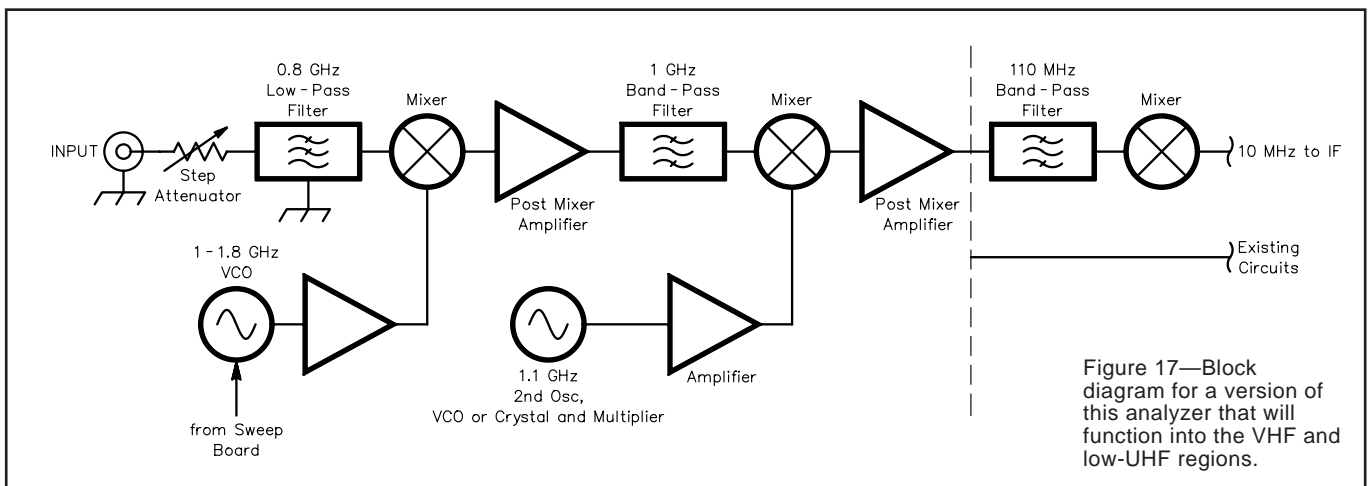 0.8 GHz
Low-Pass
Filter
Mixer
1 GHz
Band-Pass
Filter
Mixer
110 MHz
Band-Pass
Filter
Mixer
INPUT
Step
Attenuator
Post Mixer
Amplifier
Post Mixer
Amplifier
10 MHz to IF
1-1.8 GHz
VCO
Existing
Circuits
from Sweep
Board
1.1 GHz
2nd Osc,
VCO or Crystal and Multiplier
Amplifier
Figure 17—Block
diagram for a version of
this analyzer that will
function into the VHF and
low-UHF regions.